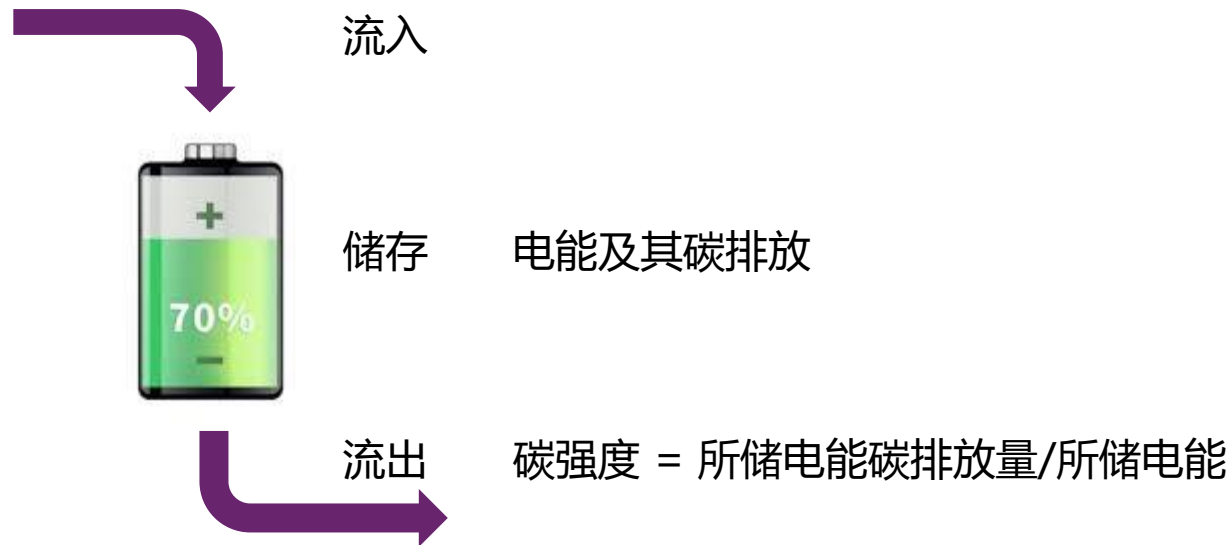 流入
+
储存 电能及其碳排放
70%
-
流出 碳强度 = 所储电能碳排放量/所储电能